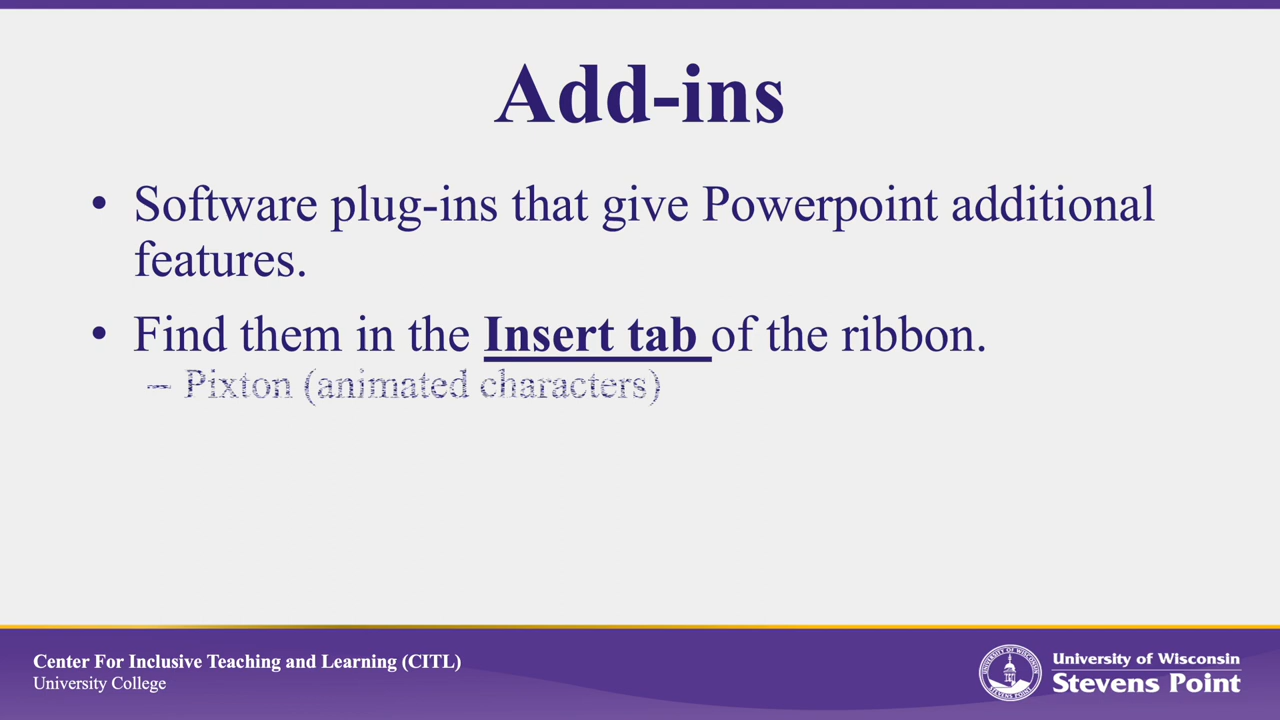 Add-ins
• Software plug-ins that give Powerpoint additional
features.
• Find them in the Insert tab of the ribbon.
– Pixton (animated characters)
Center For Inclusive Teaching and Learning (CITL)
University College
University of Wisconsin
Stevens Point